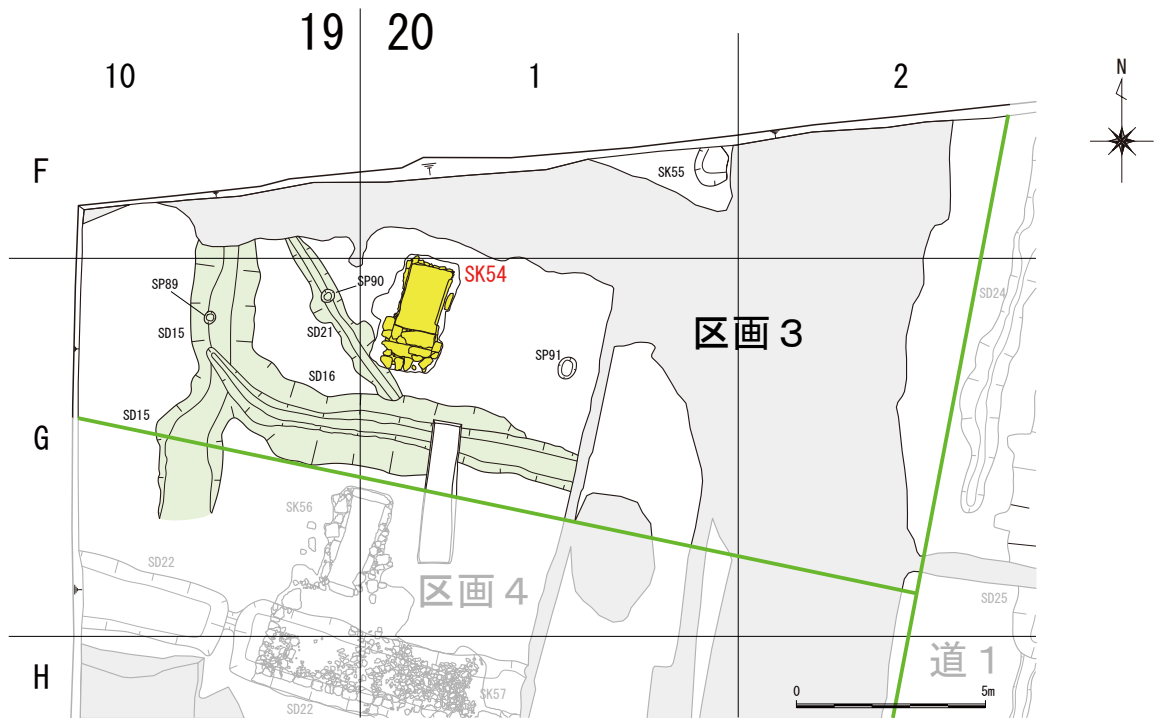 19 20
10 1 2
N
F
SK55
SK54
SP89
SP90
SD15
SD21
SD24
区画3
SP91
SD16
SD15
G
SK56
SD22
区画4
SD25
道1
H
SK57
SD22
0 5m